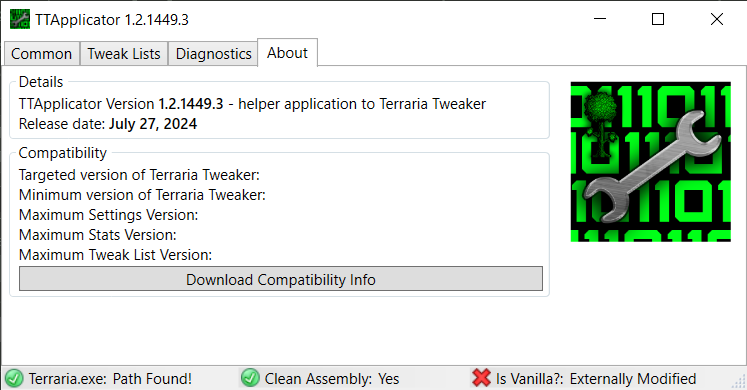 TTApplicator 1.2.1449.3
Common Tweak Lists Diagnostics About
Details
TTApplicator Version 1.2.1449.3 - helper application to Terraria Tweaker
Release date: July 27, 2024
Compatibility
Targeted version of Terraria Tweaker:
Minimum version of Terraria Tweaker:
Maximum Settings Version:
Maximum Stats Version:
Maximum Tweak List Version:
Download Compatibility Info
Terraria.exe: Path Found! Clean Assembly: Yes Is Vanilla?: Externally Modified